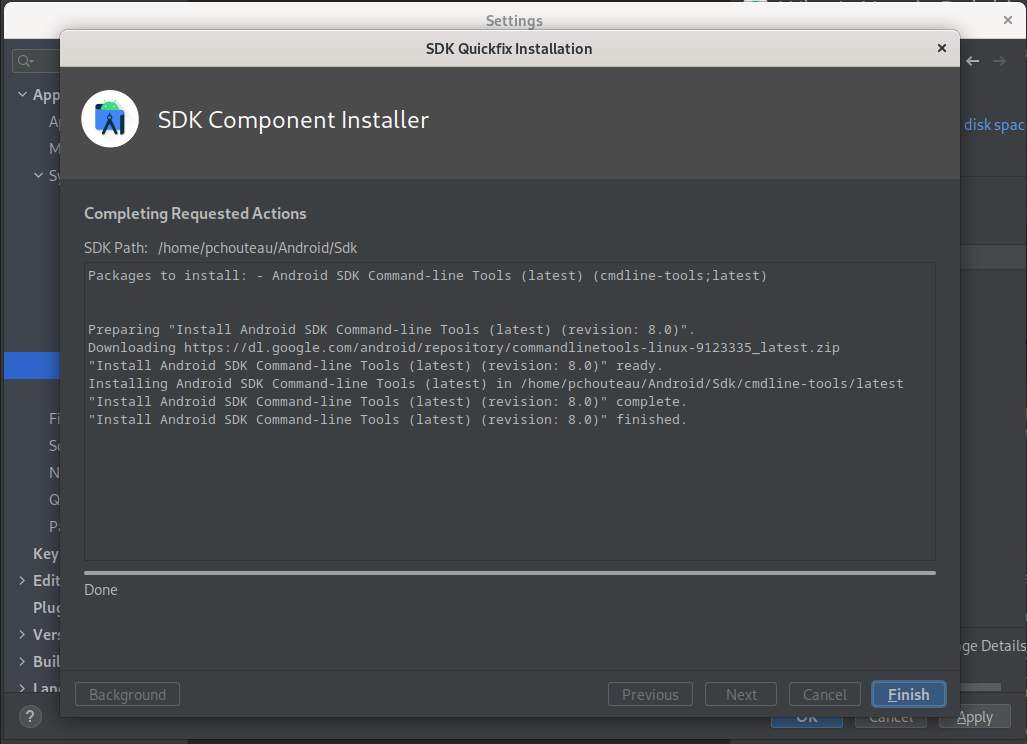 Settings
SDK Quickfix Installation
App
disk spac
SDK Component Installer
Completing Requested Actions
SDK Path: /home/pchouteau/Android/Sdk
Packages to install: - Android SDK Command-line Tools (latest) (cmdline-tools;latest)
Preparing "Install Android SDK Command-line Tools (latest) (revision: 8.0)".
Downloading https://dl.google.com/android/repository/commandlinetools-linux-9123335_latest.zip
"Install Android SDK Command-line Tools (latest) (revision: 8.0)" ready.
Installing Android SDK Command-line Tools (latest) in /home/pchouteau/Android/Sdk/cmdline-tools/latest
"Install Android SDK Command-line Tools (latest) (revision: 8.0)" complete.
"Install Android SDK Command-line Tools (latest) (revision: 8.0)" finished.
Fi
N
Q
Key
Edit
Done
Plug
Vers
Buil
ge Details
Lan
Background
Previous
Next
Cancel
Finish
?
OK
Cancel
Apply